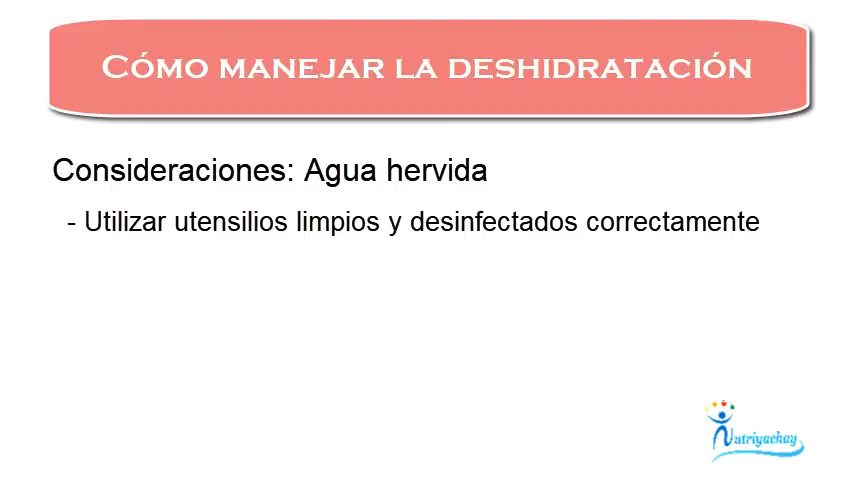 Cómo manejar la deshidratación
Consideraciones: Agua hervida
- Utilizar utensilios limpios y desinfectados correctamente
Nutriyachay